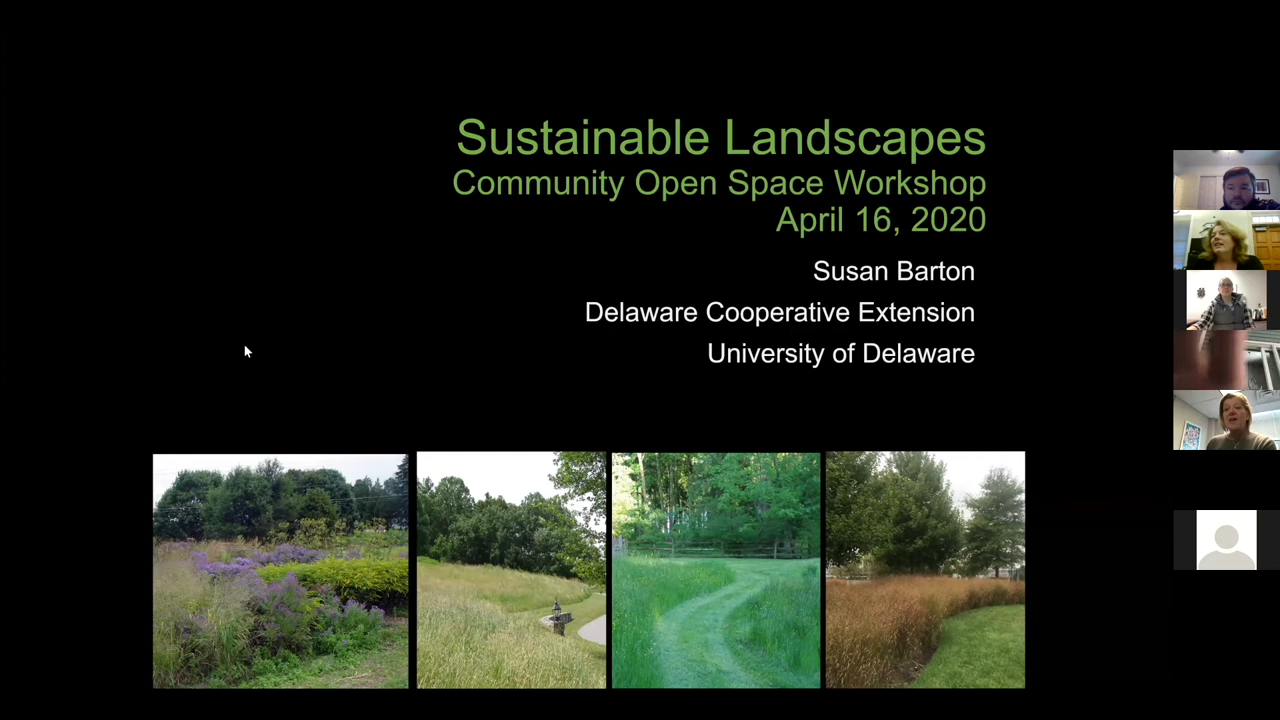 Sustainable Landscapes
Community Open Space Workshop
April 16, 2020
Susan Barton
Delaware Cooperative Extension
University of Delaware